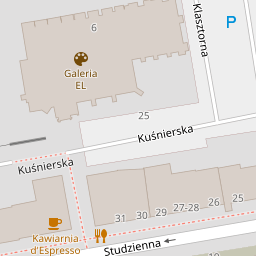 6
Klasztorna
P
Galeria
EL
25
Kuśnierska
Kuśnierska
25
26
27-28
29
30
31
Kawiarnia
d'Espresso
Studzienna